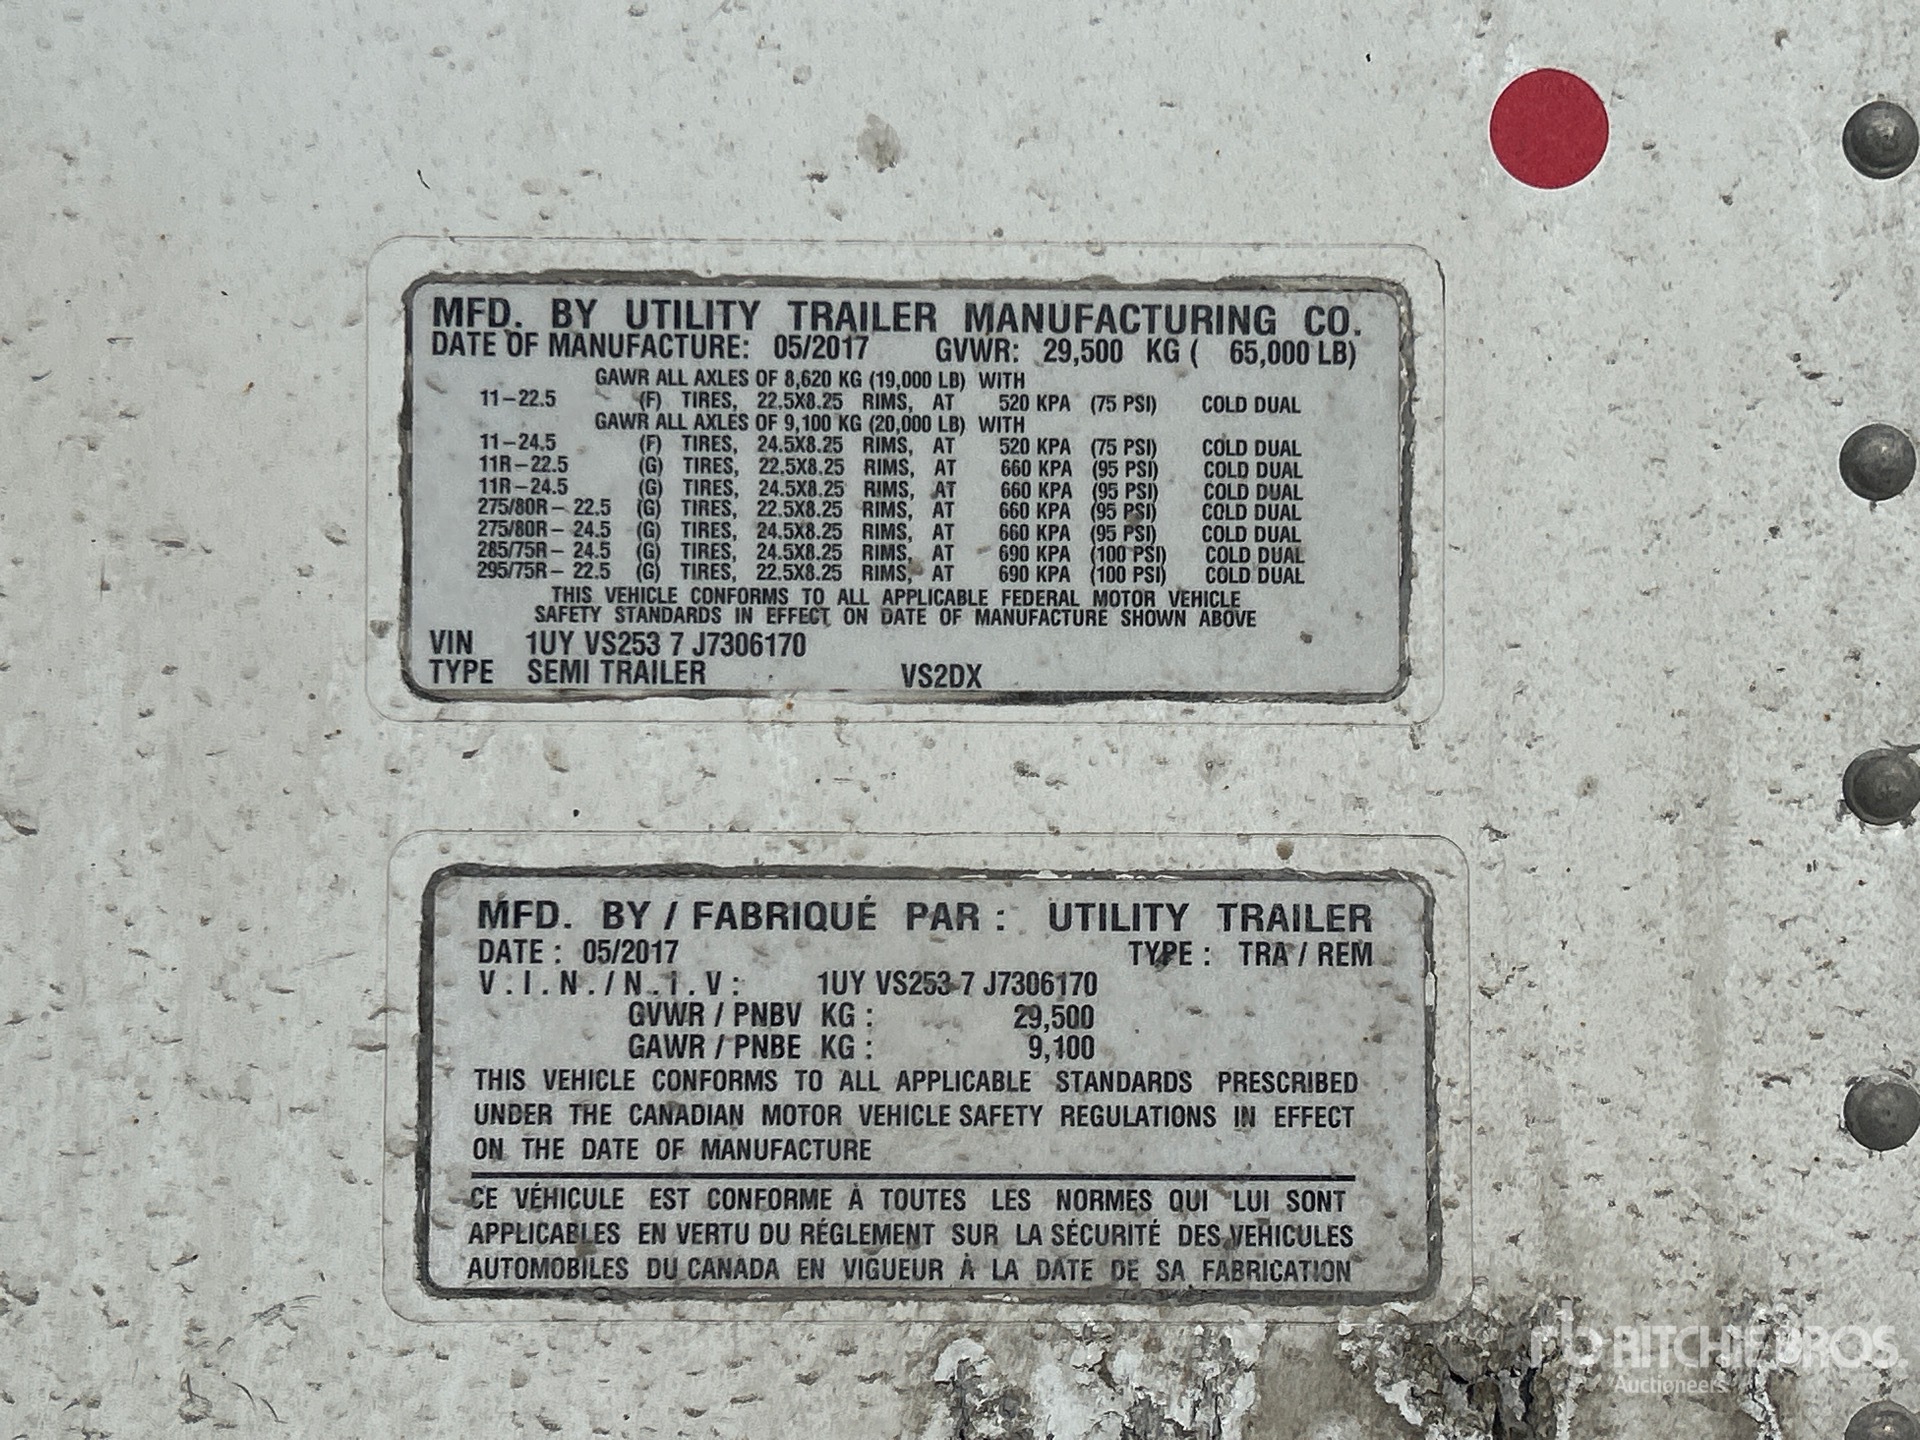 MFD. BY UTILITY TRAILER MANUFACTURING CO.
DATE OF MANUFACTURE: 05/2017 GVWR: 29,500 KG ( 65,000 LB)
GAWR ALL AXLES OF 8,620 KG (19,000 LB) WITH
11-22.5 (F) TIRES, 22.5X8.25 RIMS, AT 520 KPA (75 PSI) COLD DUAL
GAWR ALL AXLES OF 9,100 KG (20,000 LB) WITH
11-24.5 (F) TIRES, 24.5X8.25 RIMS, AT 520 KPA (75 PSI) COLD DUAL
11R-22.5 (G) TIRES, 22.5X8.25 RIMS, AT 660 KPA (95 PSI) COLD DUAL
11R-24.5 (G) TIRES, 24.5X8.25 RIMS, AT 660 KPA (95 PSI) COLD DUAL
275/80R- 22.5 (G) TIRES, 22.5X8.25 RIMS, AT 660 KPA (95 PSI) COLD DUAL
275/80R- 24.5 (G) TIRES, 24.5X8.25 RIMS, AT 660 KPA (95 PSI) COLD DUAL
285/75R- 24.5 (G) TIRES, 24.5X8.25 RIMS, AT 690 KPA (100 PSI) COLD DUAL
295/75R- 22.5 (G) TIRES, 22.5X8.25 RIMS, AT 690 KPA (100 PSI) COLD DUAL
THIS VEHICLE CONFORMS TO ALL APPLICABLE FEDERAL MOTOR VEHICLE
SAFETY STANDARDS IN EFFECT ON DATE OF MANUFACTURE SHOWN ABOVE
VIN 1UY VS253 7 J7306170
TYPE SEMI TRAILER VS2DX
MFD. BY / FABRIQUÉ PAR : UTILITY TRAILER
DATE : 05/2017 TYPE : TRA / REM
V.I.N./N.I.V: 1UY VS253 7 J7306170
GVWR / PNBV KG : 29,500
GAWR / PNBE KG : 9,100
THIS VEHICLE CONFORMS TO ALL APPLICABLE STANDARDS PRESCRIBED
UNDER THE CANADIAN MOTOR VEHICLE SAFETY REGULATIONS IN EFFECT
ON THE DATE OF MANUFACTURE
CE VÉHICULE EST CONFORME À TOUTES LES NORMES QUI LUI SONT
APPLICABLES EN VERTU DU RÉGLEMENT SUR LA SÉCURITÉ DES VEHICULES
AUTOMOBILES DU CANADA EN VIGUEUR À LA DATE DE SA FABRICATION
rb RITCHIE BROS.
Auctioneers